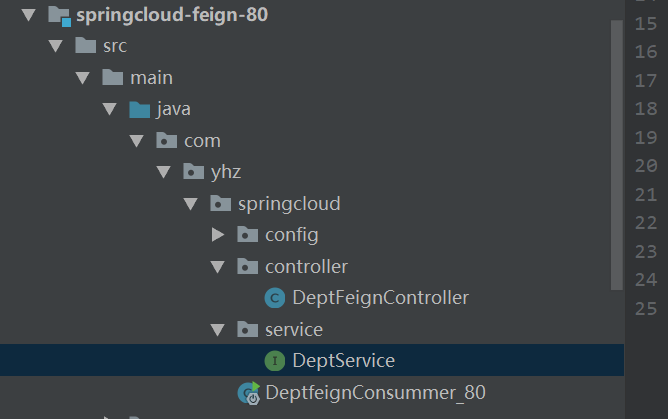 springcloud-feign-80
src
main
java
com
yhz
springcloud
config
controller
C DeptFeignController
service
I DeptService
DeptfeignConsummer_80
15
16
17
18
19
20
21
22
23
24
25